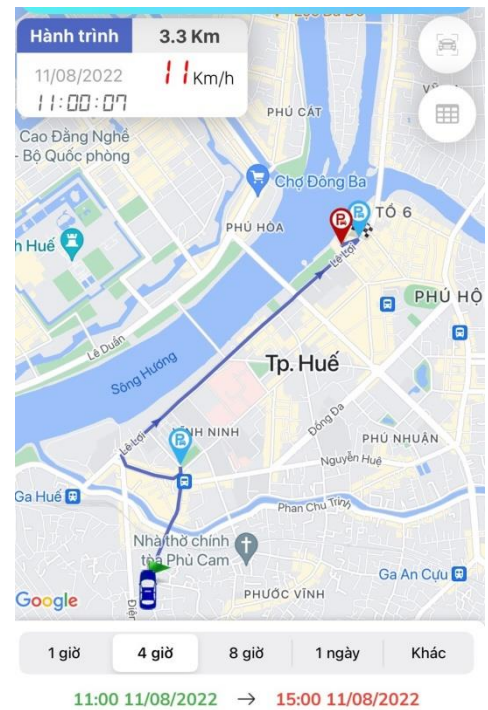 Hành trình
3.3 Km
11/08/2022
11 Km/h
11:00:07
PHÚ CÁT
Cao Đẳng Nghề
- Bộ Quốc phòng
Chợ Đông Ba
TỔ 6
PHÚ HÒA
h Huế
Lê Lợi
PHÚ HỘ
Lê Duẩn
Sông Hương
Tp. Huế
Lê Lợi
VĨNH NINH
Đống Đa
PHÚ NHUẬN
Nguyễn Huệ
Ga Huế
Phan Chu Trinh
Nhà thờ chính
tòa Phủ Cam
Ga An Cựu
PHƯỚC VĨNH
Điện
Google
1 giờ
4 giờ
8 giờ
1 ngày
Khác
11:00 11/08/2022 → 15:00 11/08/2022